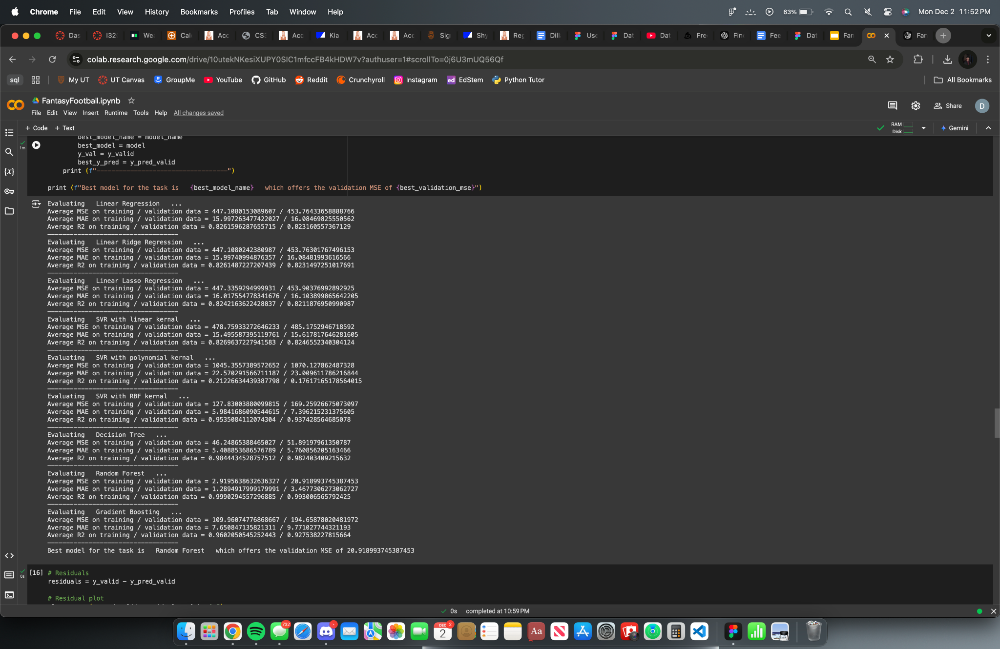 Chrome File Edit View History Bookmarks Profiles Tab Window Help 63% Mon Dec 2 11:52 PM
Das I32 We Cal Acc CS: Acc Kia Acc Acc Sig Shy Reg Dill Use Dat Dat Fre Fin Fee Dat Fan Fan
colab.research.google.com/drive/10utekNKesiXUPY0SlC1mfccFB4kHDW7v?authuser=1#scrollTo=0j6U3mUQ56Qf
sql My UT UT Canvas GroupMe YouTube GitHub Reddit Crunchyroll Instagram ed EdStem Python Tutor All Bookmarks
FantasyFootball.ipynb
File Edit View Insert Runtime Tools Help All changes saved
Share D
+ Code + Text RAM Disk Gemini
best_model_name = model_name
1m
best_model = model
y_val = y_valid
best_y_pred = y_pred_valid
print (f"-----------------------------------")
print (f"Best model for the task is {best_model_name} which offers the validation MSE of {best_validation_mse}")
Evaluating Linear Regression ...
Average MSE on training / validation data = 447.1080153089607 / 453.76433658888766
Average MAE on training / validation data = 15.997263477422027 / 16.08469825550562
Average R2 on training / validation data = 0.8261596287655715 / 0.823160557367129
-----------------------------------
Evaluating Linear Ridge Regression ...
Average MSE on training / validation data = 447.1080242380987 / 453.76301767496153
Average MAE on training / validation data = 15.99740994876357 / 16.08481993616566
Average R2 on training / validation data = 0.8261487227207439 / 0.8231497251017691
-----------------------------------
Evaluating Linear Lasso Regression ...
Average MSE on training / validation data = 447.3359294999931 / 453.90376992892925
Average MAE on training / validation data = 16.017554778341676 / 16.103899865642205
Average R2 on training / validation data = 0.8242163622428837 / 0.8211876950990987
-----------------------------------
Evaluating SVR with linear kernal ...
Average MSE on training / validation data = 478.75933272646233 / 485.1752946718592
Average MAE on training / validation data = 15.495587395119761 / 15.617817646281605
Average R2 on training / validation data = 0.8269637227941583 / 0.8246552340304124
-----------------------------------
Evaluating SVR with polynomial kernal ...
Average MSE on training / validation data = 1045.3557389572652 / 1070.127862487328
Average MAE on training / validation data = 22.570291566711187 / 23.009611786216844
Average R2 on training / validation data = 0.21226634439387798 / 0.17617165178564015
-----------------------------------
Evaluating SVR with RBF kernal ...
Average MSE on training / validation data = 127.83003880099815 / 169.25926675073097
Average MAE on training / validation data = 5.9841686090544615 / 7.396215231375605
Average R2 on training / validation data = 0.9535084112074304 / 0.937428564685078
-----------------------------------
Evaluating Decision Tree ...
Average MSE on training / validation data = 46.24865388465027 / 51.89197961350787
Average MAE on training / validation data = 5.408853686576789 / 5.760856205163466
Average R2 on training / validation data = 0.9844434528757512 / 0.982403409215632
-----------------------------------
Evaluating Random Forest ...
Average MSE on training / validation data = 2.9195638632636327 / 20.918993745387453
Average MAE on training / validation data = 1.2894917999179991 / 3.4677306273062727
Average R2 on training / validation data = 0.9990294557296885 / 0.993006565792425
-----------------------------------
Evaluating Gradient Boosting ...
Average MSE on training / validation data = 109.96074776868667 / 194.65878020481972
Average MAE on training / validation data = 7.650847135821311 / 9.771027744321193
Average R2 on training / validation data = 0.9602050545252443 / 0.927538227815664
-----------------------------------
Best model for the task is Random Forest which offers the validation MSE of 20.918993745387453
[16] # Residuals
0s
residuals = y_valid - y_pred_valid
# Residual plot
0s completed at 10:59 PM
732
DEC 2
2
Aa